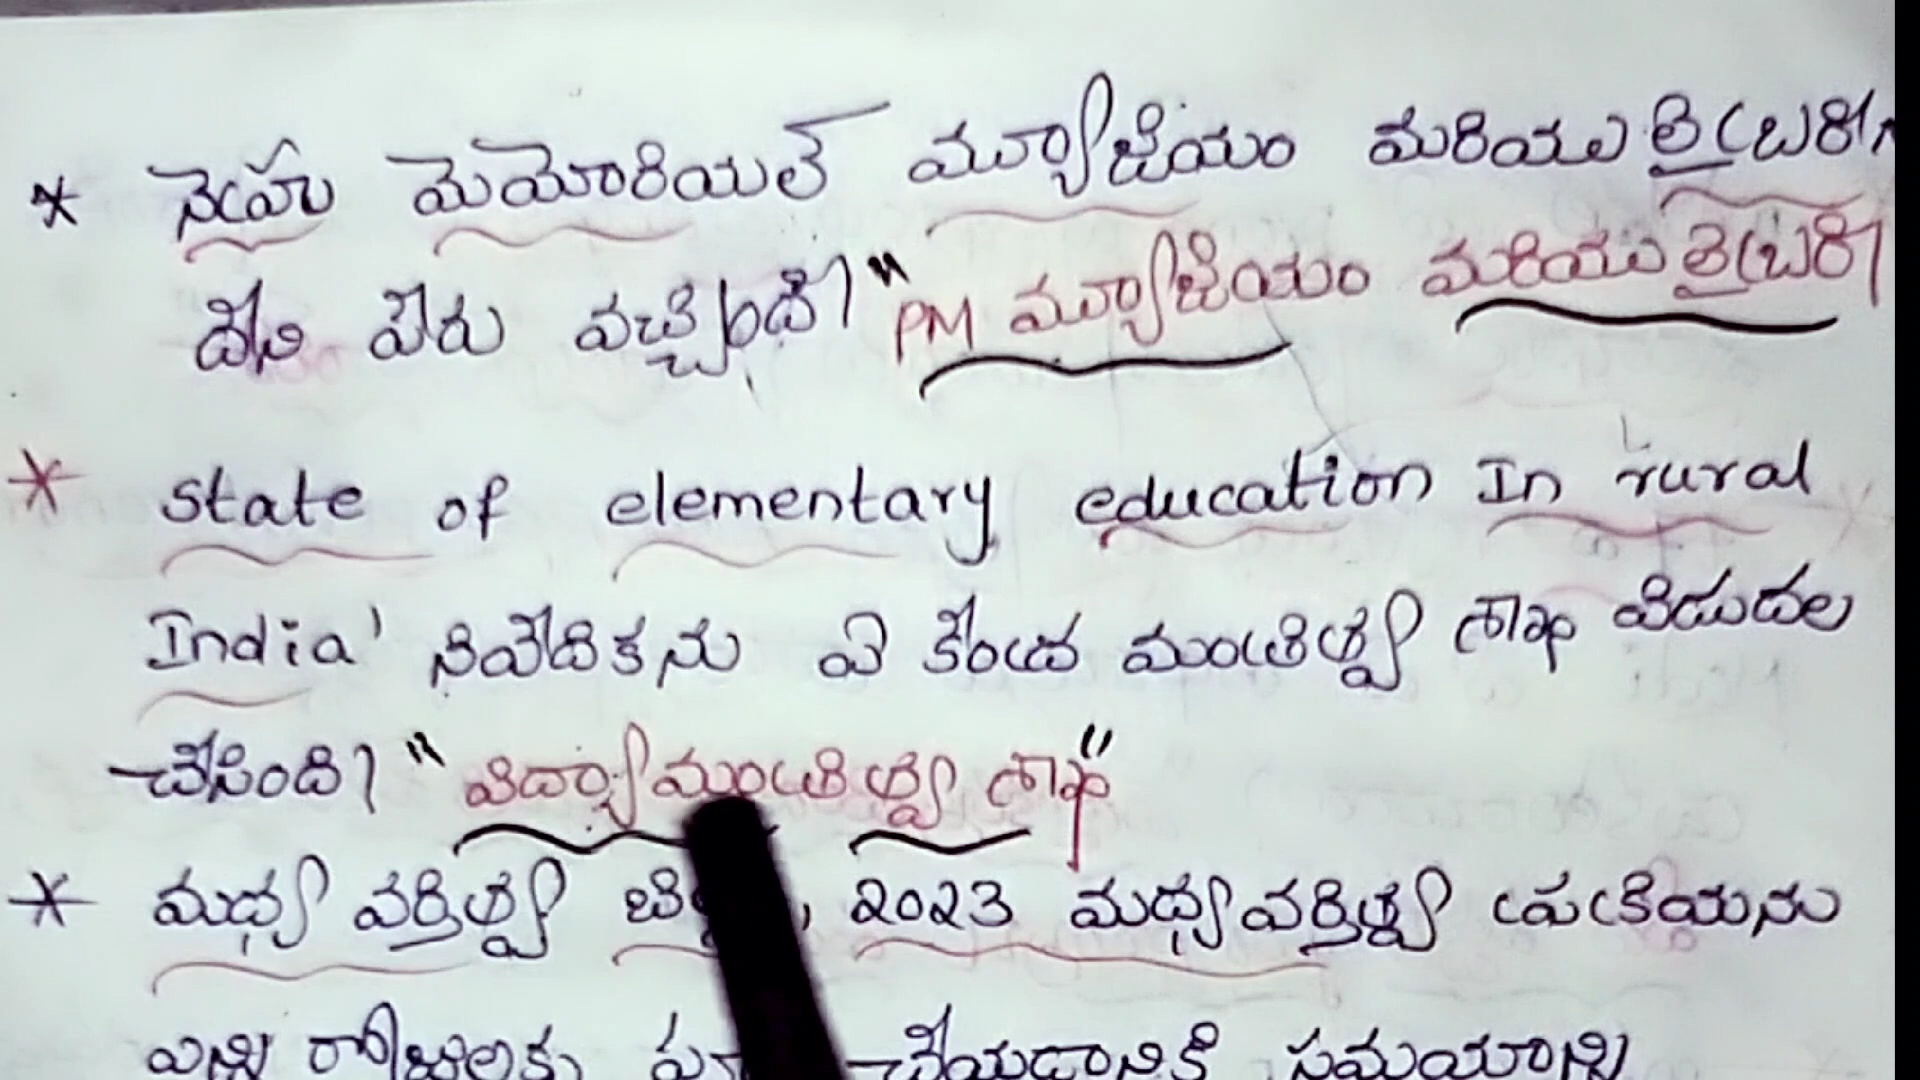 * నెహ్రు మెమోరియల్ మ్యూజియం మరియు లైబ్రరీ
దీని పేరు వచ్చింది? "PM మ్యూజియం మరియు లైబ్రరీ
* state of elementary education In rural
India' నివేదికను ఏ కేంద్ర మంత్రిత్వ శాఖ విడుదల
చేసింది? "విద్యామంత్రిత్వ శాఖ"
* మధ్యవర్తిత్వ , 2023 మధ్యవర్తిత్వ ప్రక్రియను
ఎన్ని రోజులకు చేయడానికి సమయాన్ని